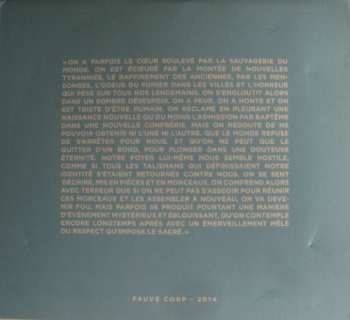 « ON A PARFOIS LE CŒUR SOULEVÉ PAR LA SAUVAGERIE DU
MONDE. ON EST ÉCŒURÉ PAR LA MONTÉE DE NOUVELLES
TYRANNIES, LE RAFFINEMENT DES ANCIENNES, PAR LES MEN-
SONGES, L'ODEUR DU FUMIER DANS LES VILLES ET L'HORREUR
QUI PÈSE SUR TOUS NOS LENDEMAINS. ON S'ENGLOUTIT ALORS
DANS UN SOMBRE DÉSESPOIR. ON A PEUR. ON A HONTE ET ON
EST TRISTE D'ÊTRE HUMAIN. ON RÉCLAME EN PLEURANT UNE
NAISSANCE NOUVELLE OU DU MOINS L'ADMISSION PAR BAPTÊME
DANS UNE NOUVELLE CONFRÉRIE. MAIS ON REDOUTE DE NE
POUVOIR OBTENIR NI L'UNE NI L'AUTRE, QUE LE MONDE REFUSE
DE S'ARRÊTER POUR NOUS, ET QU'ON NE PEUT QUE LE
QUITTER D'UN BOND, POUR PLONGER DANS UNE DOUTEUSE
ÉTERNITÉ. NOTRE FOYER LUI-MÊME NOUS SEMBLE HOSTILE,
COMME SI TOUS LES TALISMANS QUI DÉFINISSAIENT NOTRE
IDENTITÉ S'ÉTAIENT RETOURNÉS CONTRE NOUS. ON SE SENT
DÉCHIRÉ, MIS EN PIÈCES ET EN MORCEAUX. ON COMPREND ALORS
AVEC TERREUR QUE SI ON NE PEUT PAS S'ASSEOIR POUR RÉUNIR
CES MORCEAUX ET LES ASSEMBLER À NOUVEAU, ON VA DEVE-
NIR FOU. MAIS PARFOIS SE PRODUIT POURTANT UNE MANIÈRE
D'ÉVÉNEMENT MYSTÉRIEUX ET ÉBLOUISSANT, QU'ON CONTEMPLE
ENCORE LONGTEMPS APRÈS AVEC UN ÉMERVEILLEMENT MÊLÉ
DU RESPECT QU'IMPOSE LE SACRÉ. »
FAUVE CORP - 2014